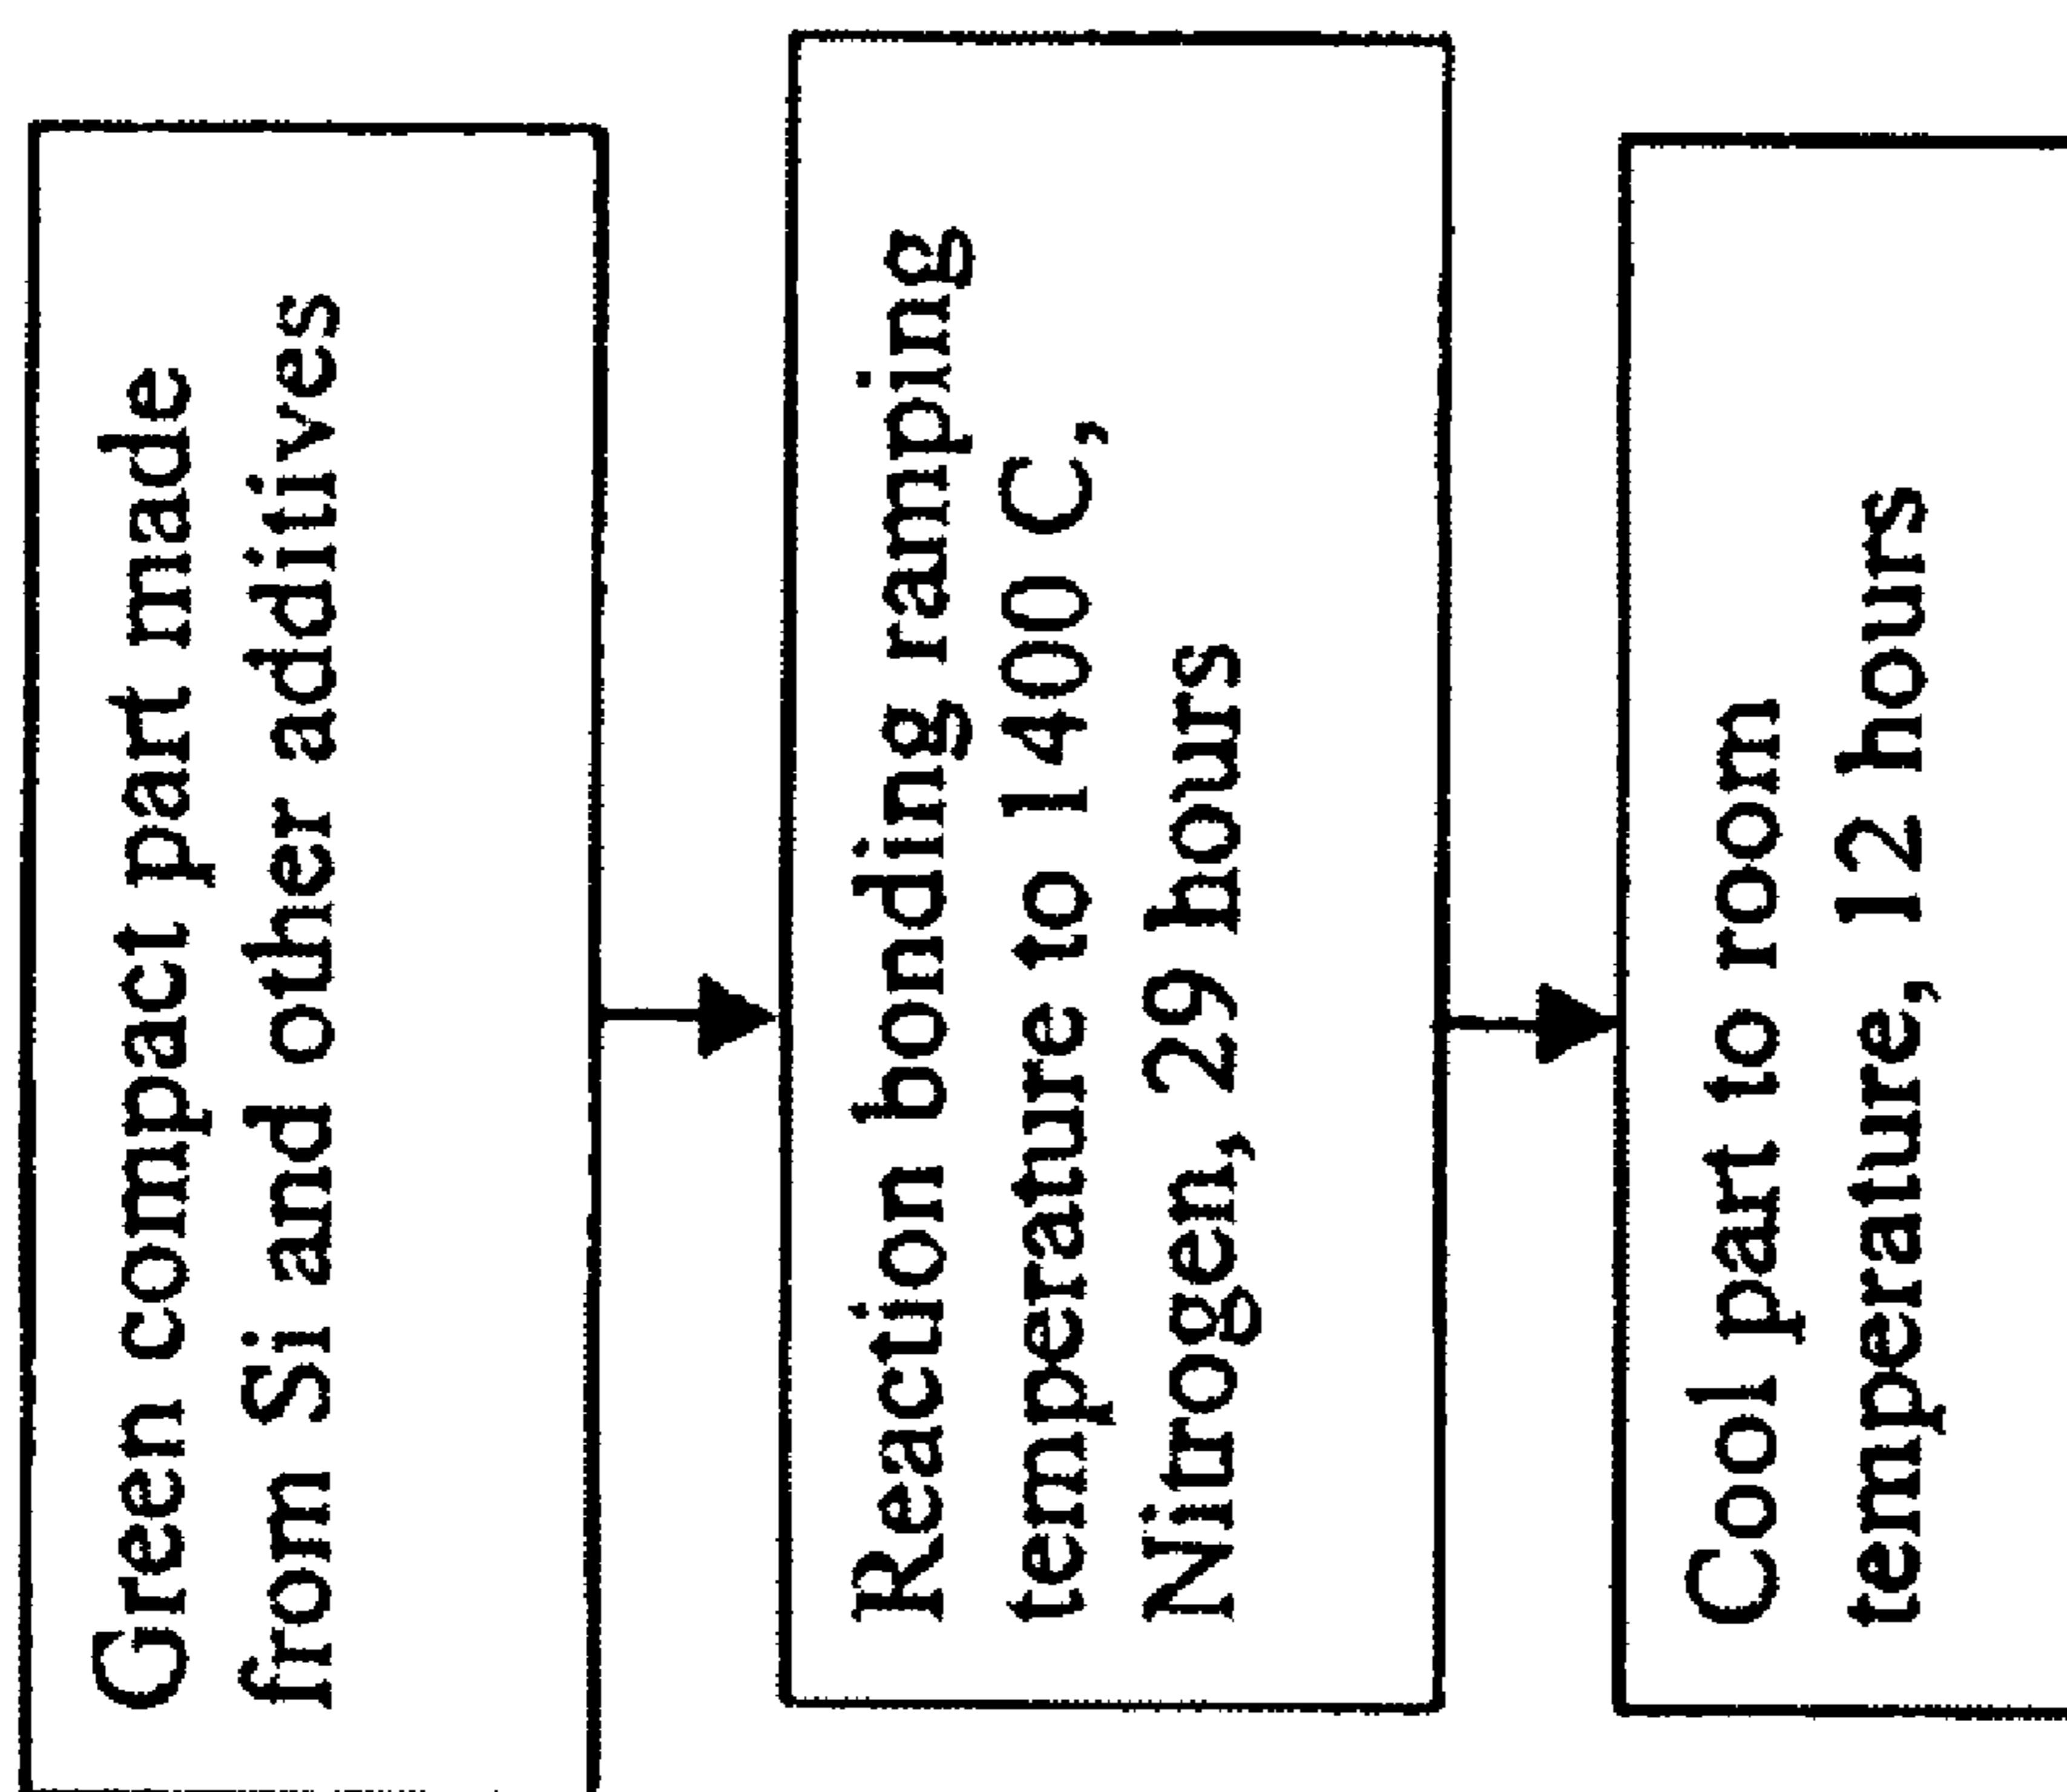 Green compact part made
from Si and other additives
Reaction bonding ramping
temperature to 1400 C,
Nitrogen, 29 hours
Cool part to room
temperature, 12 hours